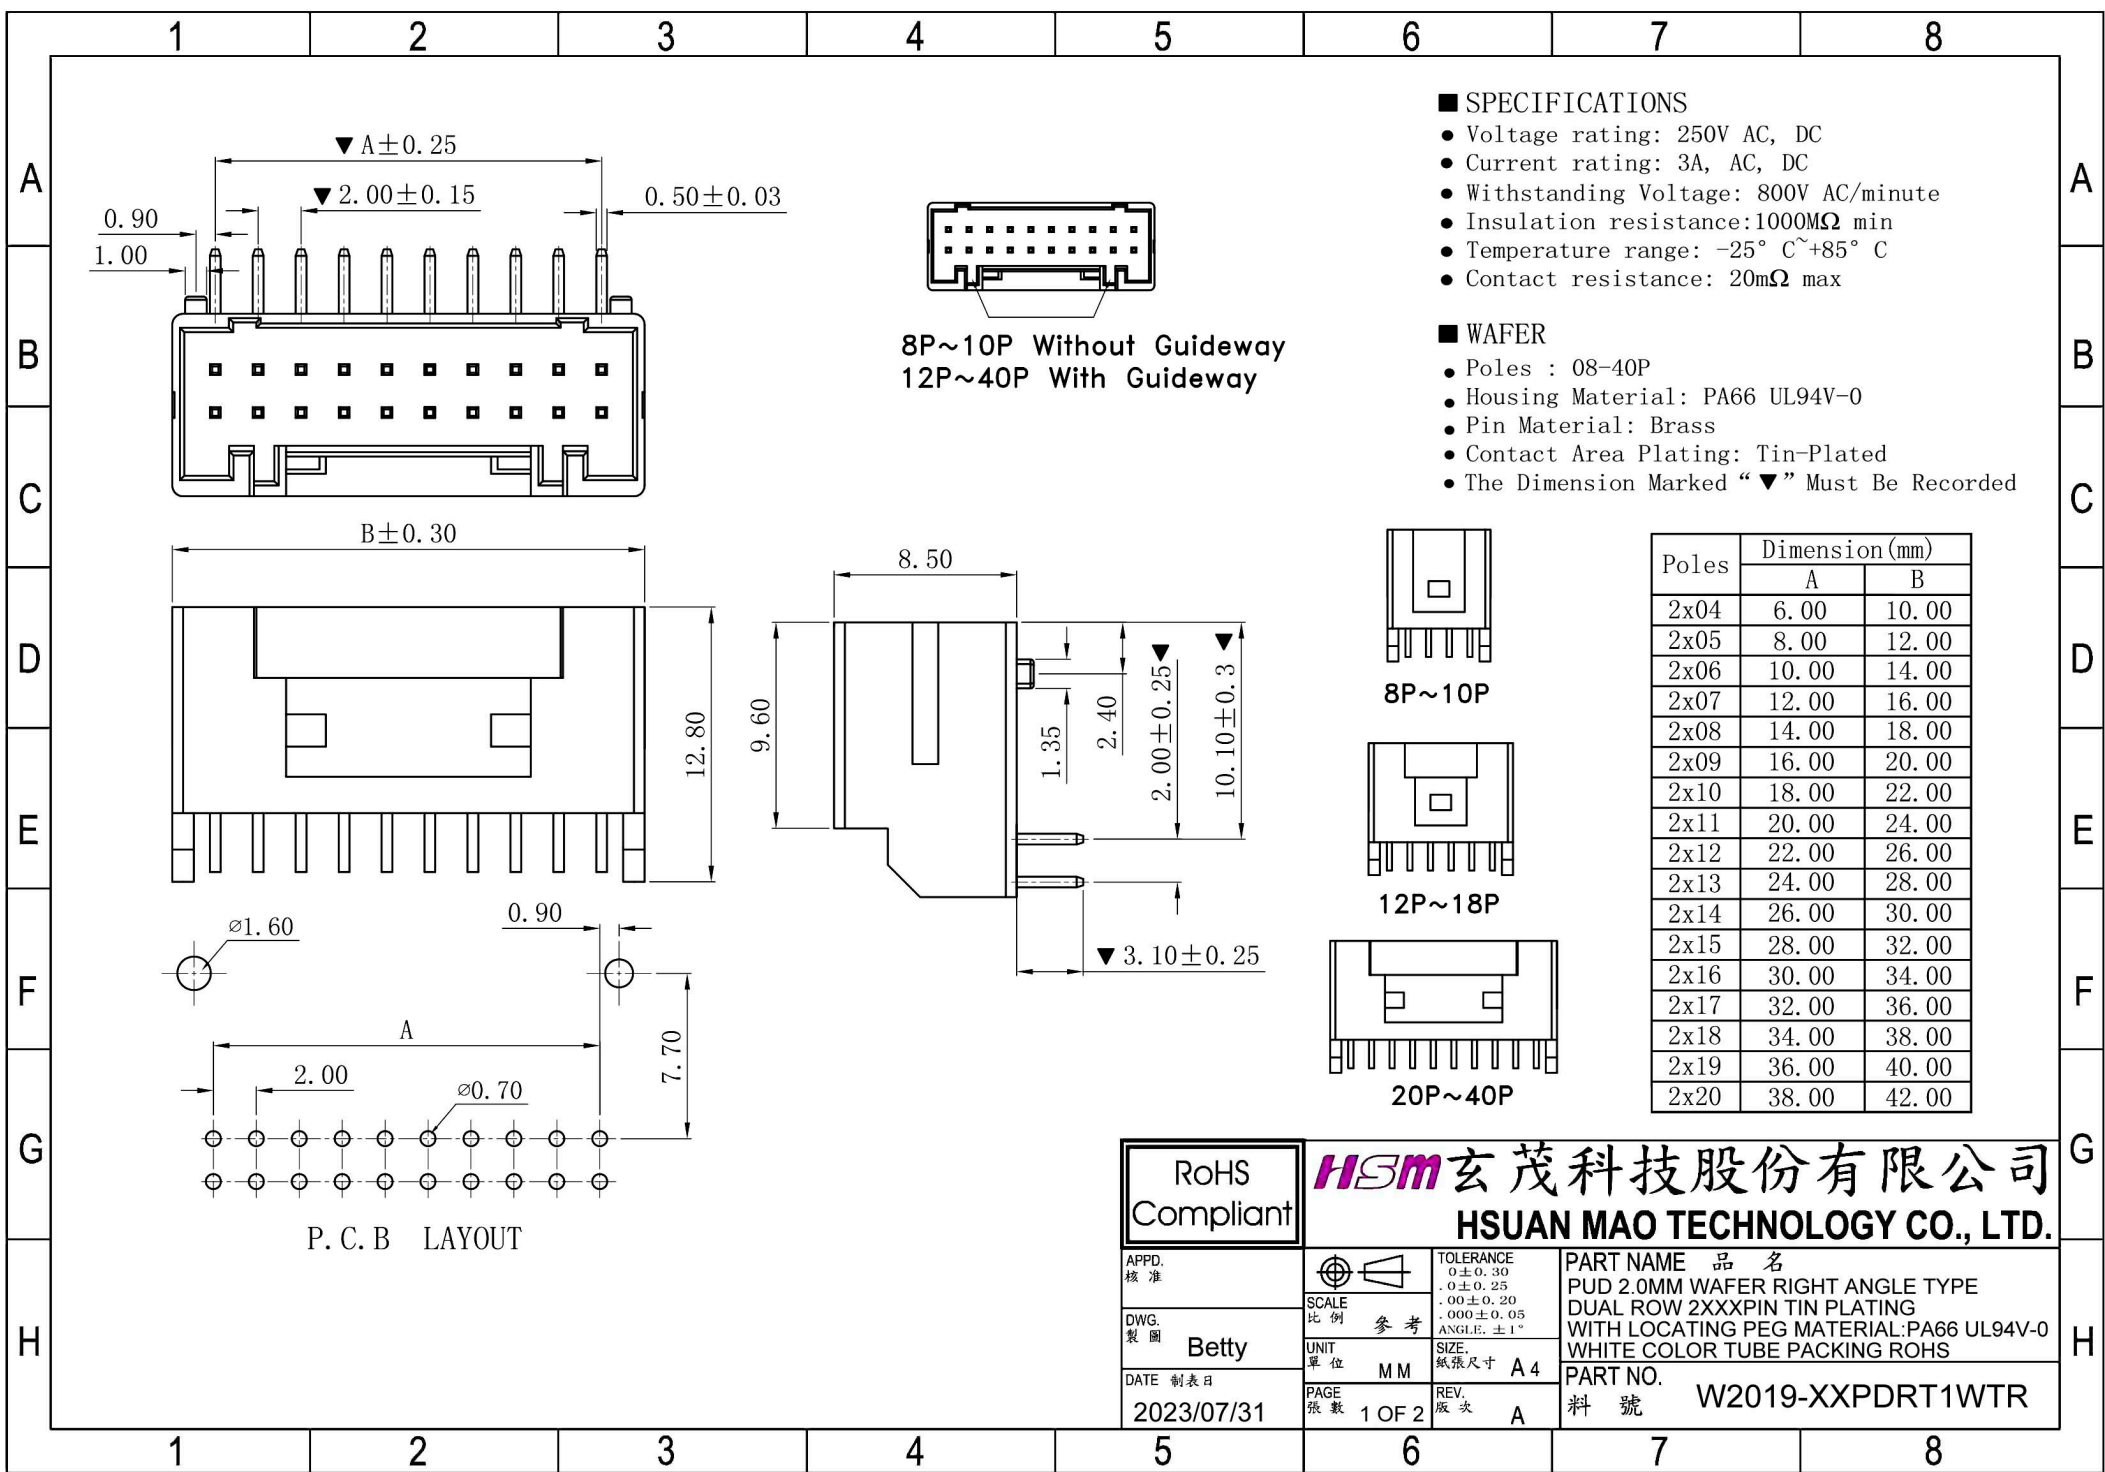 1 2 3 4 5 6 7 8
A
B
C
D
E
F
G
H
A
B
C
D
E
F
G
H
▼A±0.25
▼2.00±0.15
0.50±0.03
0.90
1.00
8P~10P Without Guideway
12P~40P With Guideway
■ SPECIFICATIONS
● Voltage rating: 250V AC, DC
● Current rating: 3A, AC, DC
● Withstanding Voltage: 800V AC/minute
● Insulation resistance:1000MΩ min
● Temperature range: -25° C~+85° C
● Contact resistance: 20mΩ max
■ WAFER
● Poles : 08-40P
● Housing Material: PA66 UL94V-0
● Pin Material: Brass
● Contact Area Plating: Tin-Plated
● The Dimension Marked “▼” Must Be Recorded
B±0.30
12.80
8.50
9.60
1.35
2.40
2.00±0.25▼
10.10±0.3▼
▼3.10±0.25
8P~10P
12P~18P
20P~40P
Poles Dimension(mm)
A B
2x04 6.00 10.00
2x05 8.00 12.00
2x06 10.00 14.00
2x07 12.00 16.00
2x08 14.00 18.00
2x09 16.00 20.00
2x10 18.00 22.00
2x11 20.00 24.00
2x12 22.00 26.00
2x13 24.00 28.00
2x14 26.00 30.00
2x15 28.00 32.00
2x16 30.00 34.00
2x17 32.00 36.00
2x18 34.00 38.00
2x19 36.00 40.00
2x20 38.00 42.00
⌀1.60
0.90
A
7.70
2.00
⌀0.70
P.C.B LAYOUT
RoHS
Compliant
HSM 玄茂科技股份有限公司
HSUAN MAO TECHNOLOGY CO., LTD.
APPD.
核 准
DWG.
製 圖 Betty
DATE 制表日
2023/07/31
SCALE
比 例 參 考
UNIT
單 位 MM
PAGE
張 數 1 OF 2
TOLERANCE
0±0.30
.0±0.25
.00±0.20
.000±0.05
ANGLE. ±1°
SIZE.
紙張尺寸 A4
REV.
版 次 A
PART NAME 品 名
PUD 2.0MM WAFER RIGHT ANGLE TYPE
DUAL ROW 2XXXPIN TIN PLATING
WITH LOCATING PEG MATERIAL:PA66 UL94V-0
WHITE COLOR TUBE PACKING ROHS
PART NO.
料 號 W2019-XXPDRT1WTR
1 2 3 4 5 6 7 8